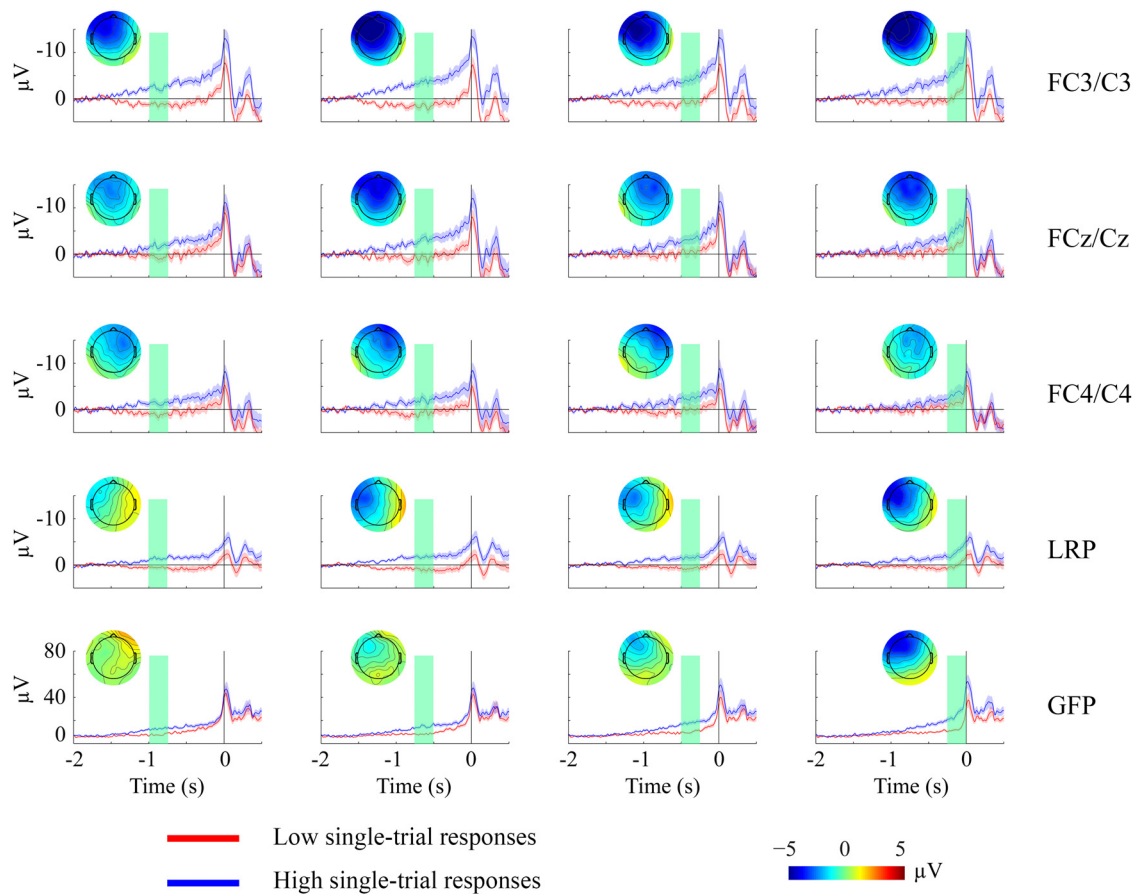 -10
0
µV
FC3/C3
-10
0
µV
FCz/Cz
-10
0
µV
FC4/C4
-10
0
µV
LRP
80
40
0
µV
GFP
-2 -1 0 -2 -1 0 -2 -1 0 -2 -1 0
Time (s) Time (s) Time (s) Time (s)
Low single-trial responses
High single-trial responses
−5 0 5
µV